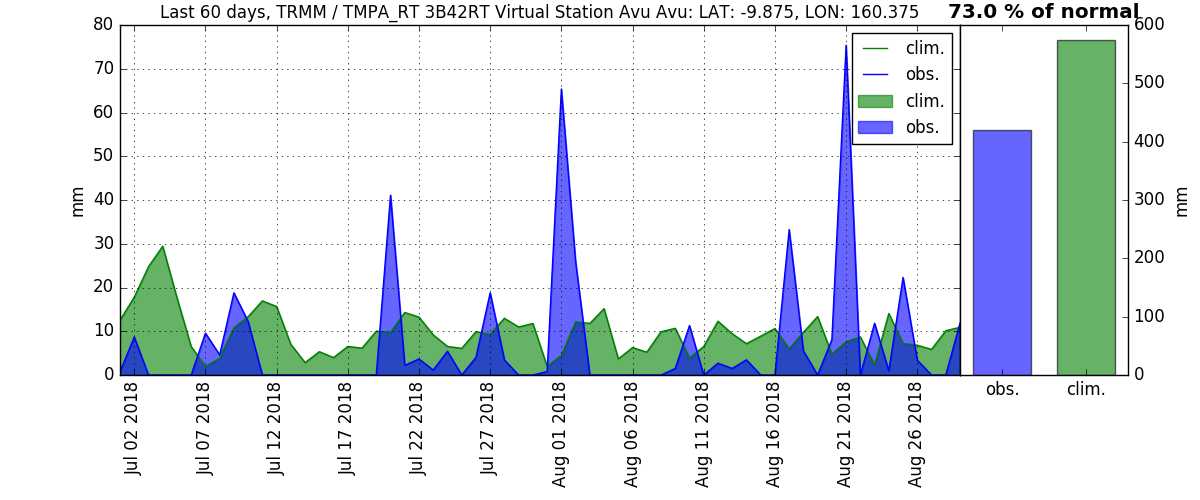 Last 60 days, TRMM / TMPA_RT 3B42RT Virtual Station Avu Avu: LAT: -9.875, LON: 160.375
73.0 % of normal
80
70
60
50
40
30
20
10
0
mm
clim.
obs.
clim.
obs.
600
500
400
300
200
100
0
mm
Jul 02 2018
Jul 07 2018
Jul 12 2018
Jul 17 2018
Jul 22 2018
Jul 27 2018
Aug 01 2018
Aug 06 2018
Aug 11 2018
Aug 16 2018
Aug 21 2018
Aug 26 2018
obs.
clim.